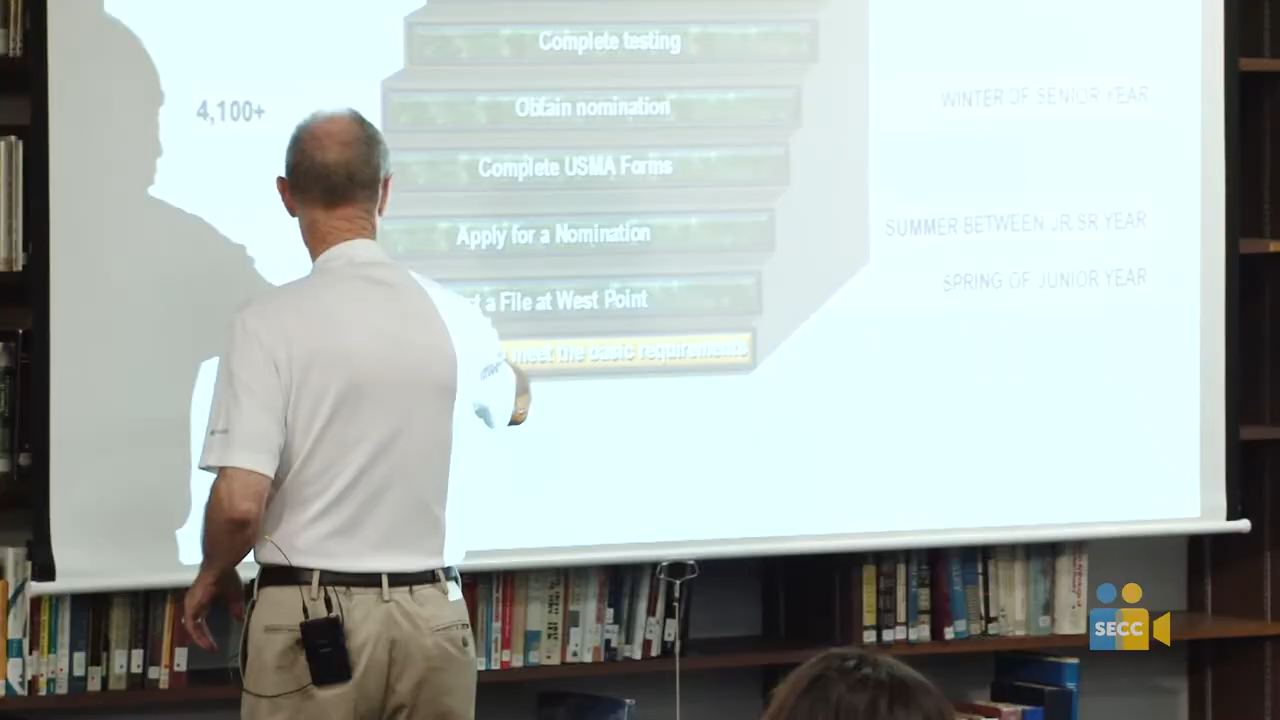 Complete testing
4,100+
Obtain nomination
WINTER OF SENIOR YEAR
Complete USMA Forms
Apply for a Nomination
SUMMER BETWEEN JR SR YEAR
a File at West Point
SPRING OF JUNIOR YEAR
meet the basic requirements
SECC